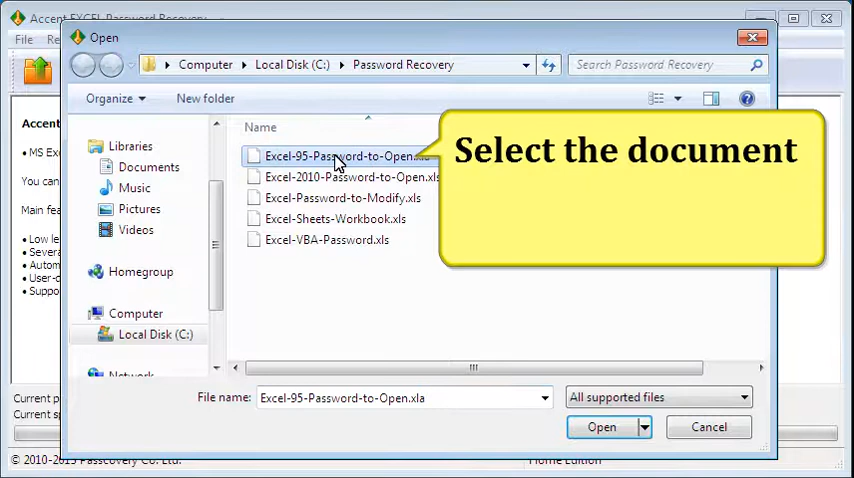 Accent EXCEL Password Recovery
File Re
Open
Computer Local Disk (C:) Password Recovery
Search Password Recovery
Organize New folder
Accent
• MS Exc
You can
Main fea
• Low le
• Severa
• Autom
• User-d
• Suppo
Libraries
Documents
Music
Pictures
Videos
Homegroup
Computer
Local Disk (C:)
Network
Name
Excel-95-Password-to-Open.xls
Excel-2010-Password-to-Open.xls
Excel-Password-to-Modify.xls
Excel-Sheets-Workbook.xls
Excel-VBA-Password.xls
Select the document
File name: Excel-95-Password-to-Open.xla
All supported files
Open Cancel
Current p
Current sp
© 2010-2013 Passcovery Co. Ltd.
Home Edition